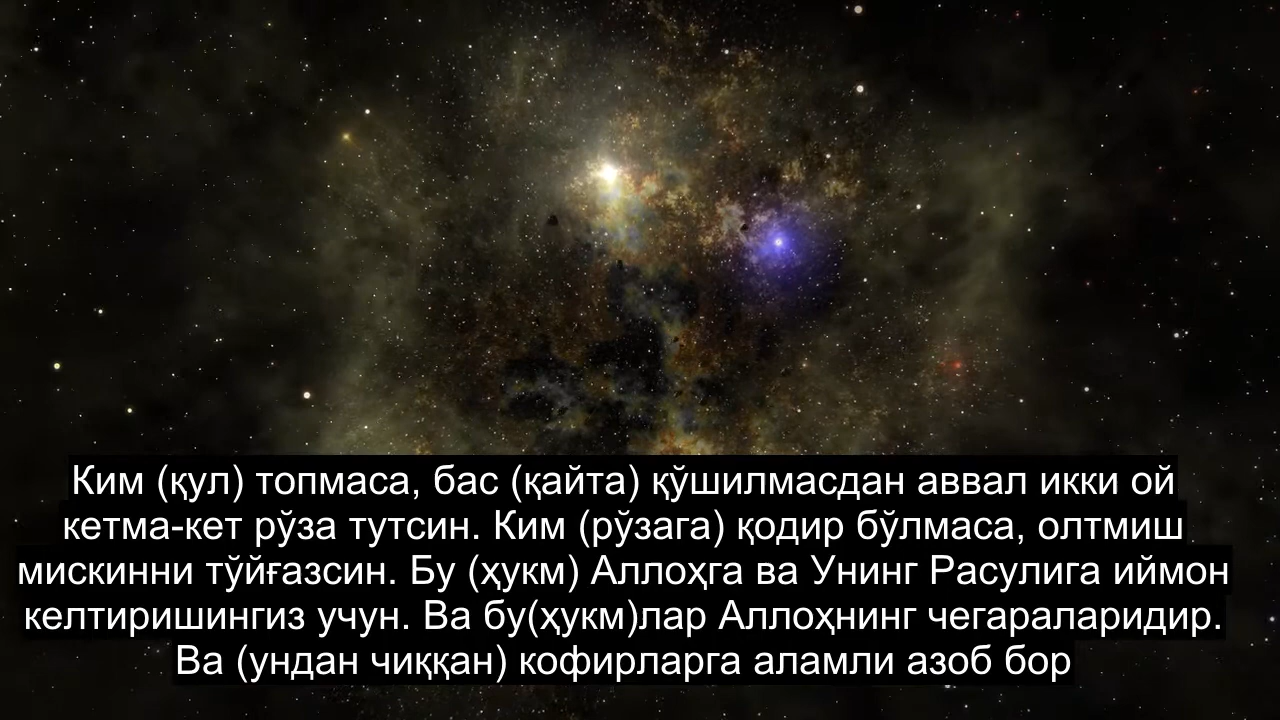 Ким (қул) топмаса, бас (қайта) қўшилмасдан аввал икки ой
кетма-кет рўза тутсин. Ким (рўзага) қодир бўлмаса, олтмиш
мискинни тўйғазсин. Бу (ҳукм) Аллоҳга ва Унинг Расулига иймон
келтиришингиз учун. Ва бу(ҳукм)лар Аллоҳнинг чегараларидир.
Ва (ундан чиққан) кофирларга аламли азоб бор